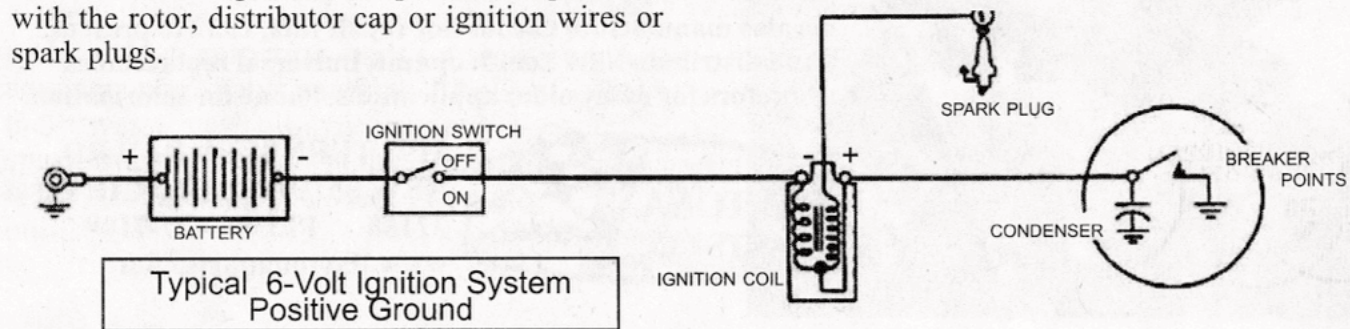 with the rotor, distributor cap or ignition wires or
spark plugs.
SPARK PLUG
IGNITION SWITCH
+
-
OFF
ON
BATTERY
- +
BREAKER
POINTS
CONDENSER
IGNITION COIL
Typical 6-Volt Ignition System
Positive Ground